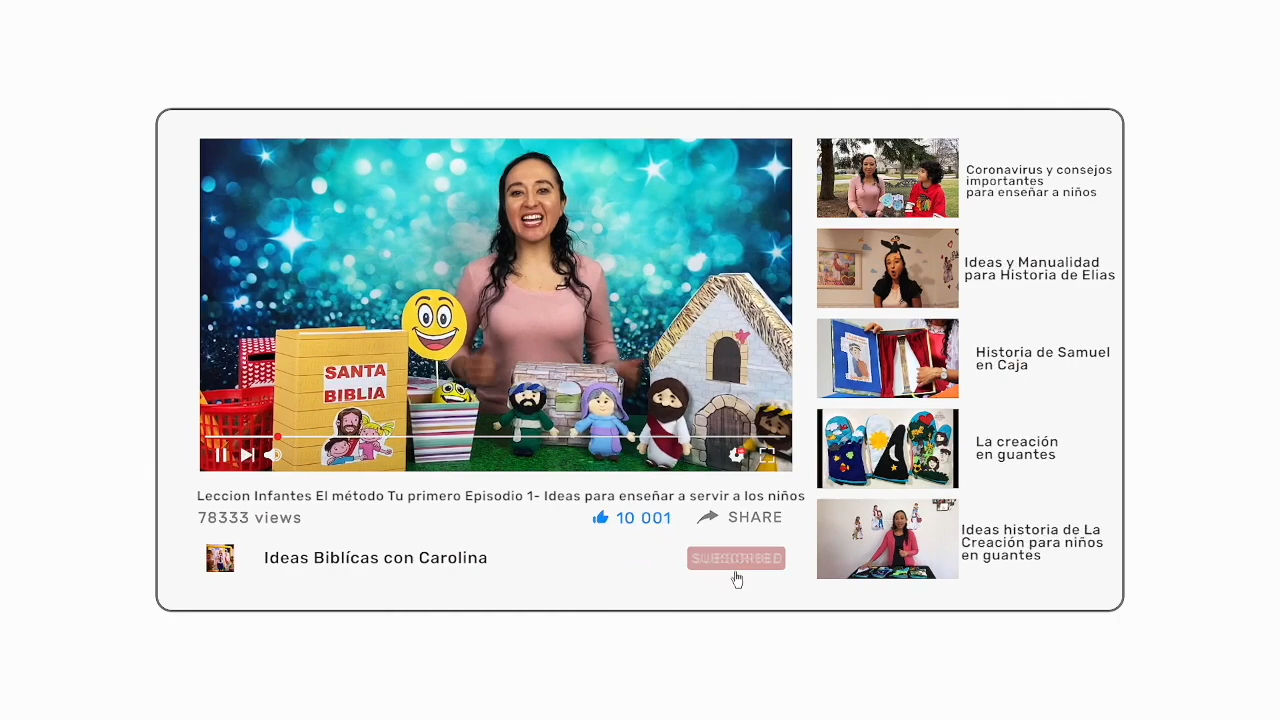 SANTA
BIBLIA
Leccion Infantes El método Tu primero Episodio 1- Ideas para enseñar a servir a los niños
78333 views
10 001
SHARE
Ideas Biblícas con Carolina
SUBSCRIBED
Coronavirus y consejos
importantes
para enseñar a niños
Ideas y Manualidad
para Historia de Elias
Historia de Samuel
en Caja
La creación
en guantes
Ideas historia de La
Creación para niños
en guantes